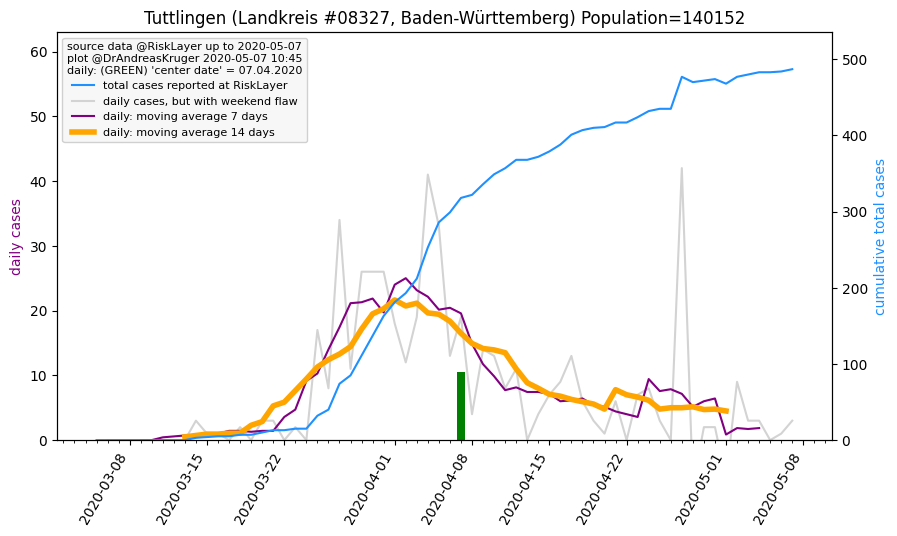 Tuttlingen (Landkreis #08327, Baden-Württemberg) Population=140152
source data @RiskLayer up to 2020-05-07
plot @DrAndreasKruger 2020-05-07 10:45
daily: (GREEN) 'center date' = 07.04.2020
total cases reported at RiskLayer
daily cases, but with weekend flaw
daily: moving average 7 days
daily: moving average 14 days
daily cases
60
50
40
30
20
10
0
cumulative total cases
500
400
300
200
100
0
2020-03-08
2020-03-15
2020-03-22
2020-04-01
2020-04-08
2020-04-15
2020-04-22
2020-05-01
2020-05-08